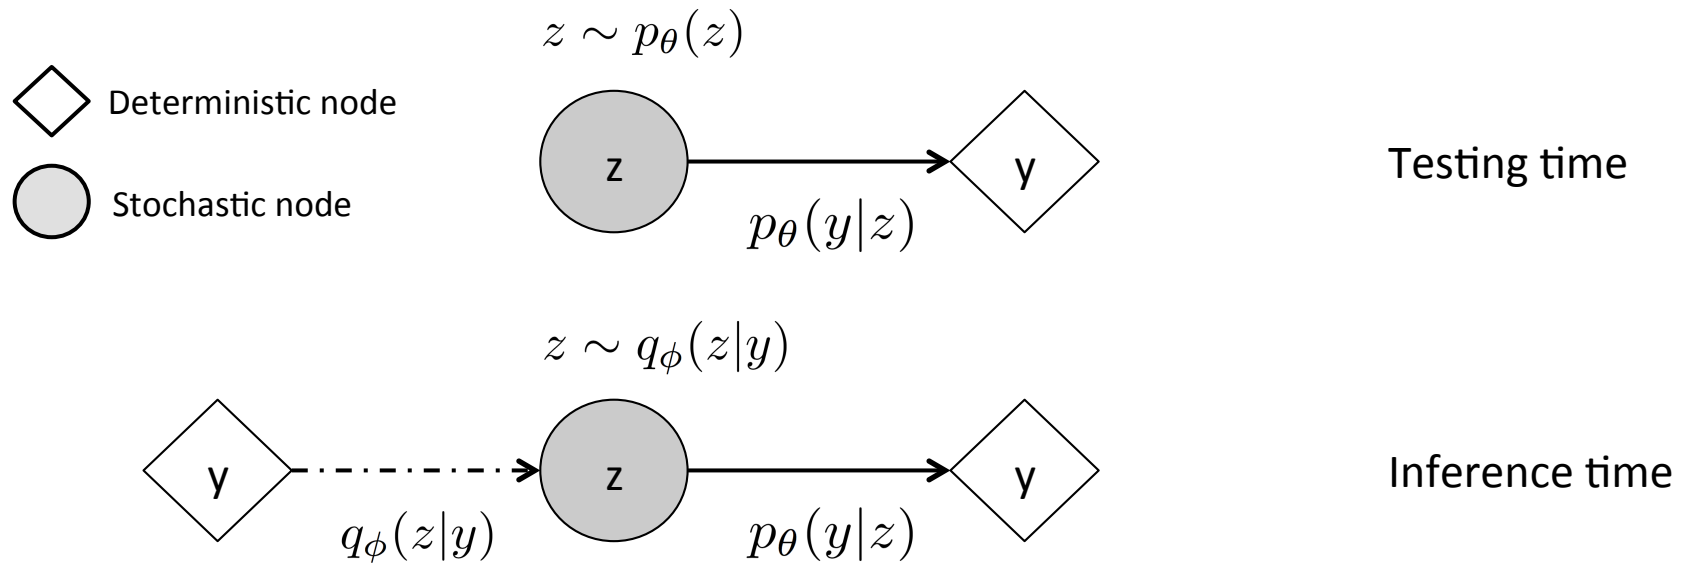 z ∼ p_θ(z)
Deterministic node
z
y
Testing time
Stochastic node
p_θ(y|z)
z ∼ q_ϕ(z|y)
y
z
y
Inference time
q_ϕ(z|y)
p_θ(y|z)